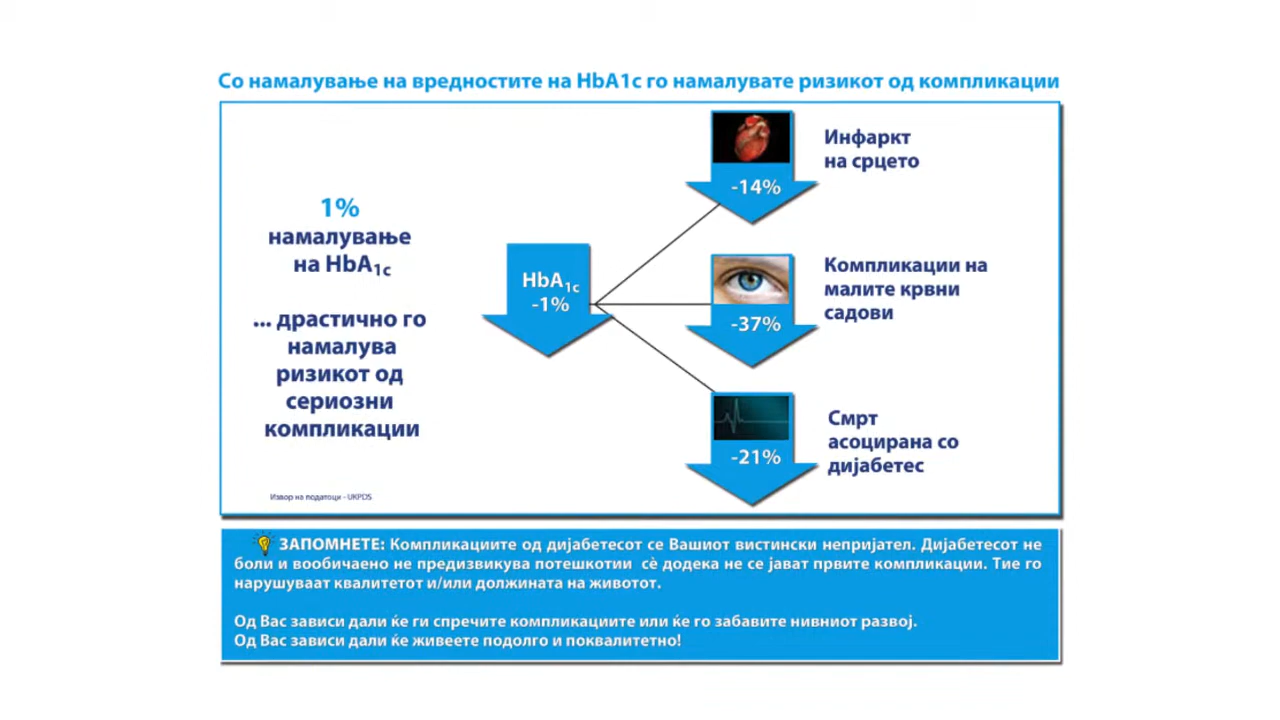 Со намалување на вредностите на HbA1c го намалувате ризикот од компликации
1%
намалување
на HbA1c
... драстично го
намалува
ризикот од
сериозни
компликации
HbA1c
-1%
-14%
Инфаркт
на срцето
-37%
Компликации на
малите крвни
садови
-21%
Смрт
асоцирана со
дијабетес
Извор на податоци - UKPDS
ЗАПОМНЕТЕ: Компликациите од дијабетесот се Вашиот вистински непријател. Дијабетесот не
боли и вообичаено не предизвикува потешкотии сѐ додека не се јават првите компликации. Тие го
нарушуваат квалитетот и/или должината на животот.
Од Вас зависи дали ќе ги спречите компликациите или ќе го забавите нивниот развој.
Од Вас зависи дали ќе живеете подолго и поквалитетно!